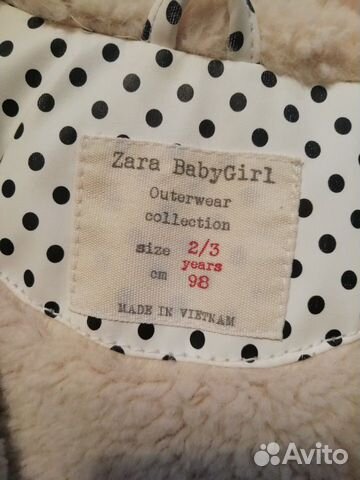 Zara BabyGirl
Outerwear
collection
size 2/3
years
cm 98
MADE IN VIETNAM
Avito